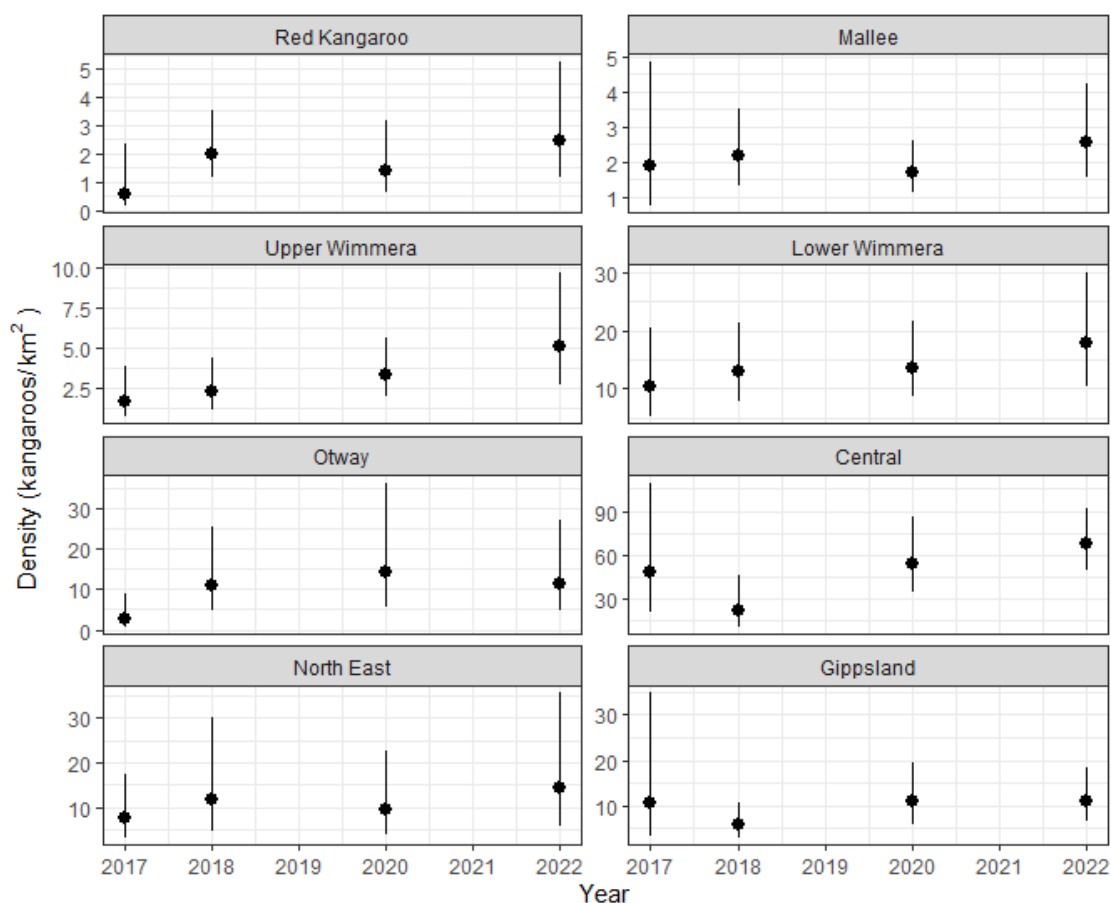 Red Kangaroo
Mallee
5
4
3
2
1
0
5
4
3
2
1
Upper Wimmera
Lower Wimmera
10.0
7.5
5.0
2.5
30
20
10
Otway
Central
30
20
10
0
90
60
30
North East
Gippsland
30
20
10
30
20
10
2017 2018 2019 2020 2021 2022
2017 2018 2019 2020 2021 2022
Year
Density (kangaroos/km²)